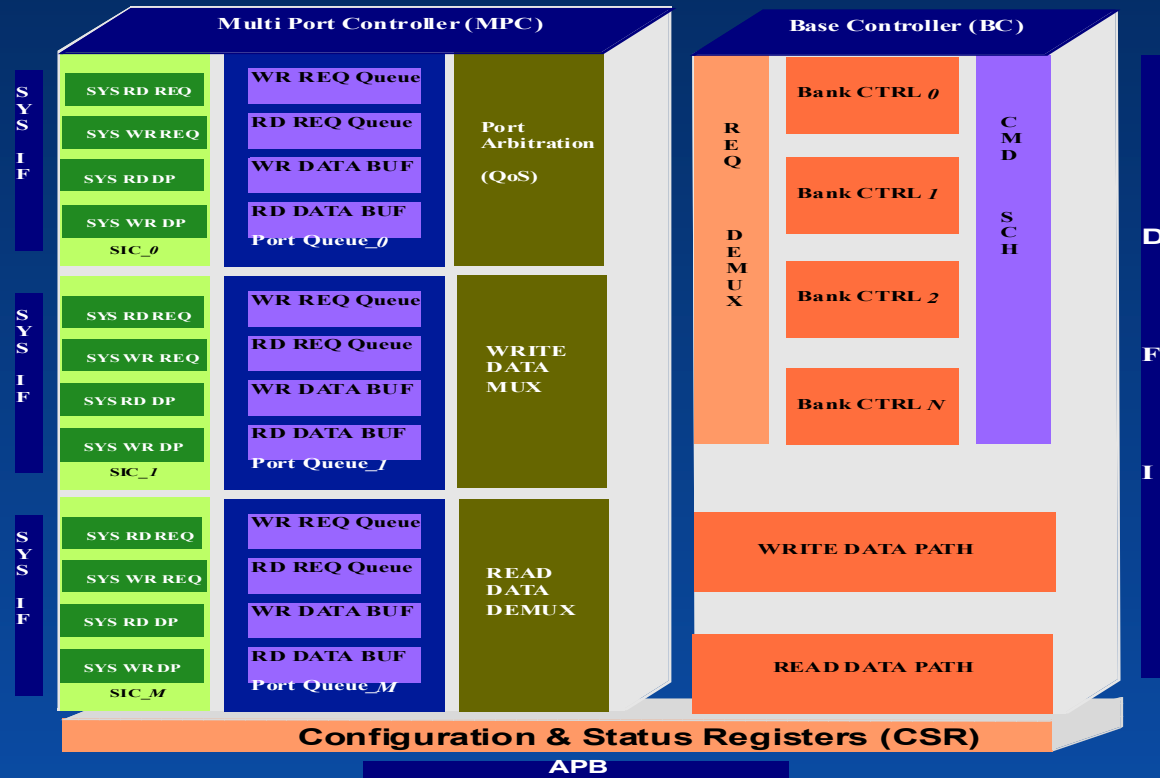 Multi Port Controller (MPC)
Base Controller (BC)
SYS IF
SYS RD REQ
SYS WR REQ
SYS RD DP
SYS WR DP
SIC_0
WR REQ Queue
RD REQ Queue
WR DATA BUF
RD DATA BUF
Port Queue_0
Port
Arbitration
(QoS)
SYS IF
SYS RD REQ
SYS WR REQ
SYS RD DP
SYS WR DP
SIC_1
WR REQ Queue
RD REQ Queue
WR DATA BUF
RD DATA BUF
Port Queue_1
WRITE
DATA
MUX
SYS IF
SYS RD REQ
SYS WR REQ
SYS RD DP
SYS WR DP
SIC_M
WR REQ Queue
RD REQ Queue
WR DATA BUF
RD DATA BUF
Port Queue_M
READ
DATA
DEMUX
REQ DEMUX
Bank CTRL 0
Bank CTRL 1
Bank CTRL 2
Bank CTRL N
CMD SCH
WRITE DATA PATH
READ DATA PATH
D F I
Configuration & Status Registers (CSR)
APB